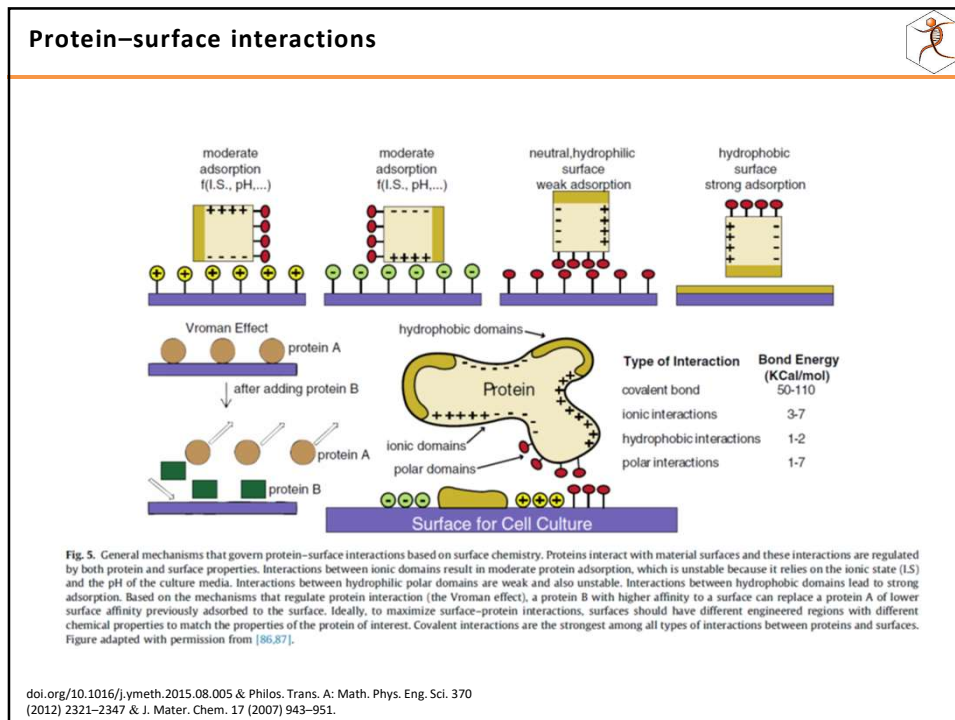 Protein–surface interactions
moderate
adsorption
f(I.S., pH,...)
moderate
adsorption
f(I.S., pH,...)
neutral,hydrophilic
surface
weak adsorption
hydrophobic
surface
strong adsorption
+ + + +
- - - -
+ + + + + +
- - - -
+ + + +
- - - - - -
- - - -
+ + + +
+ + + +
- - - -
Vroman Effect
protein A
after adding protein B
protein A
protein B
hydrophobic domains
Protein
ionic domains
polar domains
- - - + + +
Surface for Cell Culture
Type of Interaction Bond Energy
(KCal/mol)
covalent bond 50-110
ionic interactions 3-7
hydrophobic interactions 1-2
polar interactions 1-7
Fig. 5. General mechanisms that govern protein–surface interactions based on surface chemistry. Proteins interact with material surfaces and these interactions are regulated
by both protein and surface properties. Interactions between ionic domains result in moderate protein adsorption, which is unstable because it relies on the ionic state (I.S)
and the pH of the culture media. Interactions between hydrophilic polar domains are weak and also unstable. Interactions between hydrophobic domains lead to strong
adsorption. Based on the mechanisms that regulate protein interaction (the Vroman effect), a protein B with higher affinity to a surface can replace a protein A of lower
surface affinity previously adsorbed to the surface. Ideally, to maximize surface–protein interactions, surfaces should have different engineered regions with different
chemical properties to match the properties of the protein of interest. Covalent interactions are the strongest among all types of interactions between proteins and surfaces.
Figure adapted with permission from [86,87].
doi.org/10.1016/j.ymeth.2015.08.005 & Philos. Trans. A: Math. Phys. Eng. Sci. 370
(2012) 2321–2347 & J. Mater. Chem. 17 (2007) 943–951.